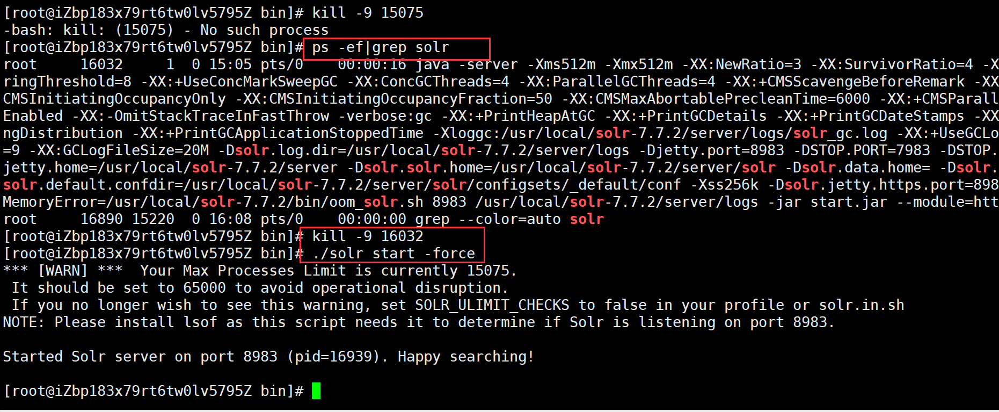 [root@iZbp183x79rt6tw0lv5795Z bin]# kill -9 15075
-bash: kill: (15075) - No such process
[root@iZbp183x79rt6tw0lv5795Z bin]# ps -ef|grep solr
root     16032     1  0 15:05 pts/0    00:00:16 java -server -Xms512m -Xmx512m -XX:NewRatio=3 -XX:SurvivorRatio=4 -X
ringThreshold=8 -XX:+UseConcMarkSweepGC -XX:ConcGCThreads=4 -XX:ParallelGCThreads=4 -XX:+CMSScavengeBeforeRemark -XX
CMSInitiatingOccupancyOnly -XX:CMSInitiatingOccupancyFraction=50 -XX:CMSMaxAbortablePrecleanTime=6000 -XX:+CMSParall
Enabled -XX:-OmitStackTraceInFastThrow -verbose:gc -XX:+PrintHeapAtGC -XX:+PrintGCDetails -XX:+PrintGCDateStamps -XX
ngDistribution -XX:+PrintGCApplicationStoppedTime -Xloggc:/usr/local/solr-7.7.2/server/logs/solr_gc.log -XX:+UseGCLo
=9 -XX:GCLogFileSize=20M -Dsolr.log.dir=/usr/local/solr-7.7.2/server/logs -Djetty.port=8983 -DSTOP.PORT=7983 -DSTOP.
jetty.home=/usr/local/solr-7.7.2/server -Dsolr.solr.home=/usr/local/solr-7.7.2/server/solr -Dsolr.data.home= -Dsolr.
solr.default.confdir=/usr/local/solr-7.7.2/server/solr/configsets/_default/conf -Xss256k -Dsolr.jetty.https.port=898
MemoryError=/usr/local/solr-7.7.2/bin/oom_solr.sh 8983 /usr/local/solr-7.7.2/server/logs -jar start.jar --module=htt
root     16890 15220  0 16:08 pts/0    00:00:00 grep --color=auto solr
[root@iZbp183x79rt6tw0lv5795Z bin]# kill -9 16032
[root@iZbp183x79rt6tw0lv5795Z bin]# ./solr start -force
*** [WARN] ***  Your Max Processes Limit is currently 15075.
 It should be set to 65000 to avoid operational disruption.
 If you no longer wish to see this warning, set SOLR_ULIMIT_CHECKS to false in your profile or solr.in.sh
NOTE: Please install lsof as this script needs it to determine if Solr is listening on port 8983.
Started Solr server on port 8983 (pid=16939). Happy searching!
[root@iZbp183x79rt6tw0lv5795Z bin]#